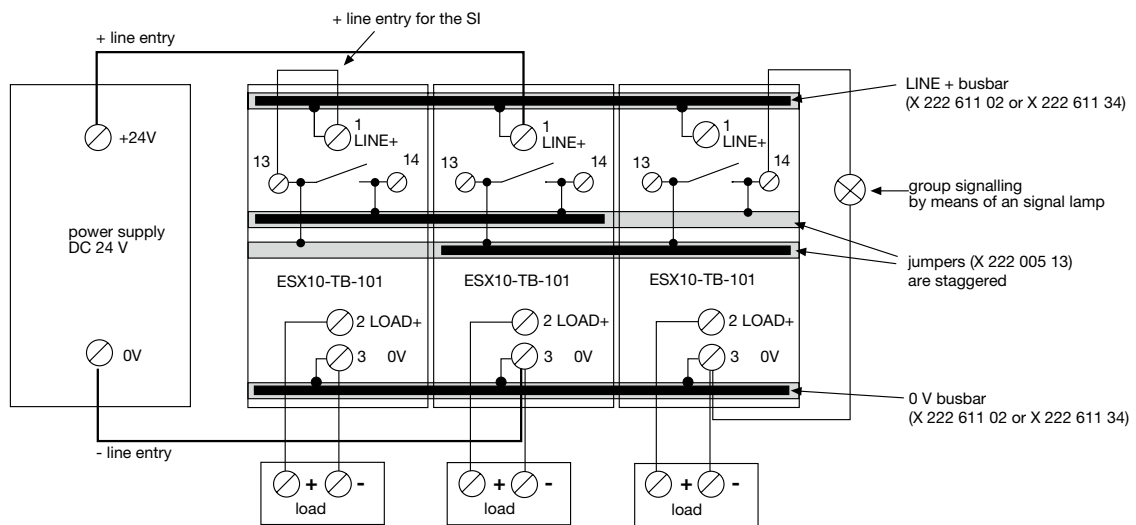 + line entry for the SI
+ line entry
LINE + busbar
(X 222 611 02 or X 222 611 34)
+24V
1
LINE+
1
LINE+
1
LINE+
13
14
13
14
13
14
group signalling
by means of an signal lamp
power supply
DC 24 V
jumpers (X 222 005 13)
are staggered
ESX10-TB-101
ESX10-TB-101
ESX10-TB-101
2 LOAD+
2 LOAD+
2 LOAD+
0V
3 0V
3 0V
3 0V
0 V busbar
(X 222 611 02 or X 222 611 34)
- line entry
+ -
load
+ -
load
+ -
load